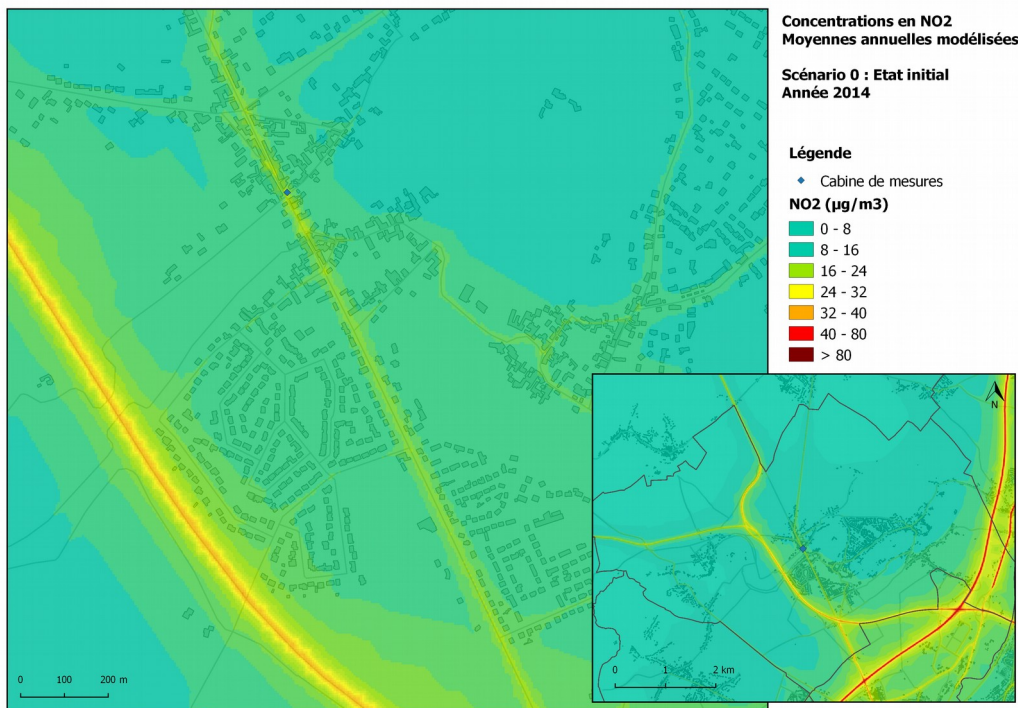 Concentrations en NO2
Moyennes annuelles modélisées
Scénario 0 : Etat initial
Année 2014
Légende
Cabine de mesures
NO2 (µg/m3)
0 - 8
8 - 16
16 - 24
24 - 32
32 - 40
40 - 80
> 80
N
0 1 2 km
0 100 200 m